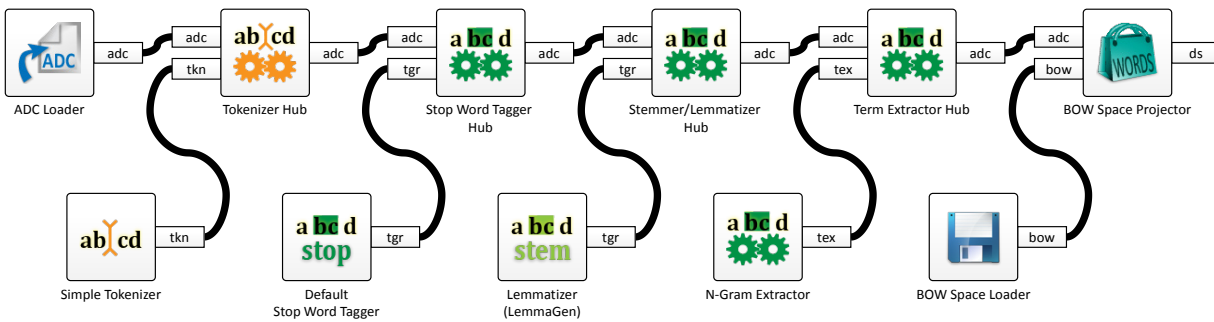 ADC
adc
adc
tkn
ab cd
adc
adc
tgr
a bcd
adc
adc
tgr
a bcd
adc
adc
tex
a bcd
adc
adc
bow
WORDS
ds
ADC Loader
Tokenizer Hub
Stop Word Tagger
Hub
Stemmer/Lemmatizer
Hub
Term Extractor Hub
BOW Space Projector
ab cd
tkn
a bc d
stop
tgr
a bc d
stem
tgr
a bc d
tex
bow
Simple Tokenizer
Default
Stop Word Tagger
Lemmatizer
(LemmaGen)
N-Gram Extractor
BOW Space Loader